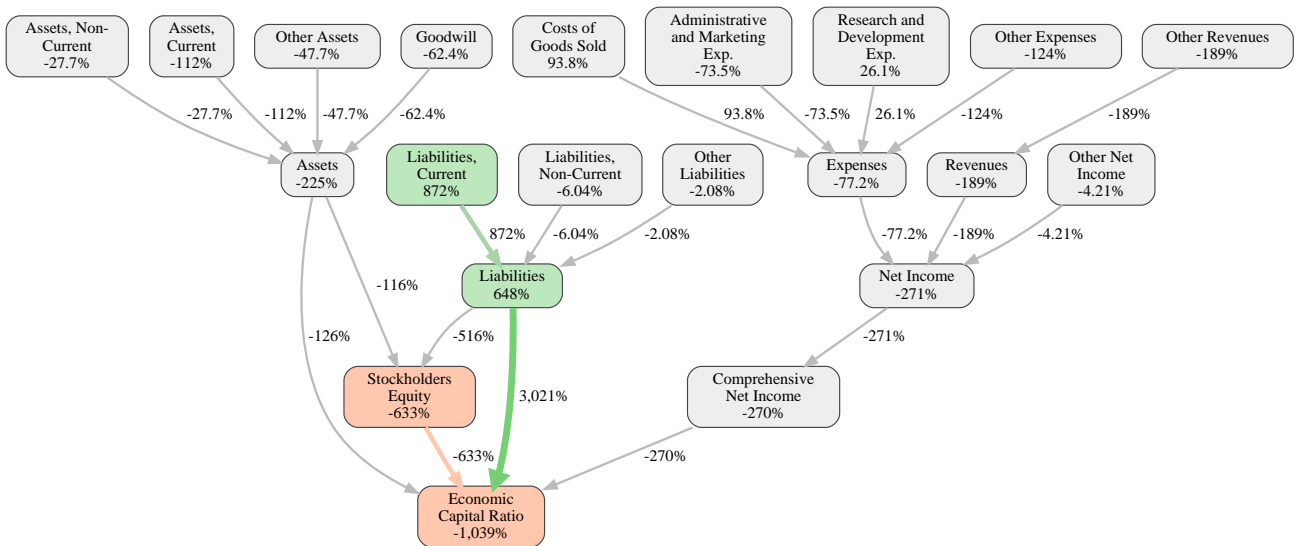 Assets, Non-
Current
-27.7%
Assets,
Current
-112%
Other Assets
-47.7%
Goodwill
-62.4%
Costs of
Goods Sold
93.8%
Administrative
and Marketing
Exp.
-73.5%
Research and
Development
Exp.
26.1%
Other Expenses
-124%
Other Revenues
-189%
-27.7%
-112%
-47.7%
-62.4%
93.8%
-73.5%
26.1%
-124%
-189%
Assets
-225%
Liabilities,
Current
872%
Liabilities,
Non-Current
-6.04%
Other
Liabilities
-2.08%
Expenses
-77.2%
Revenues
-189%
Other Net
Income
-4.21%
872%
-6.04%
-2.08%
-77.2%
-189%
-4.21%
Liabilities
648%
Net Income
-271%
-116%
-126%
-516%
-271%
Stockholders
Equity
-633%
3,021%
Comprehensive
Net Income
-270%
-633%
-270%
Economic
Capital Ratio
-1,039%